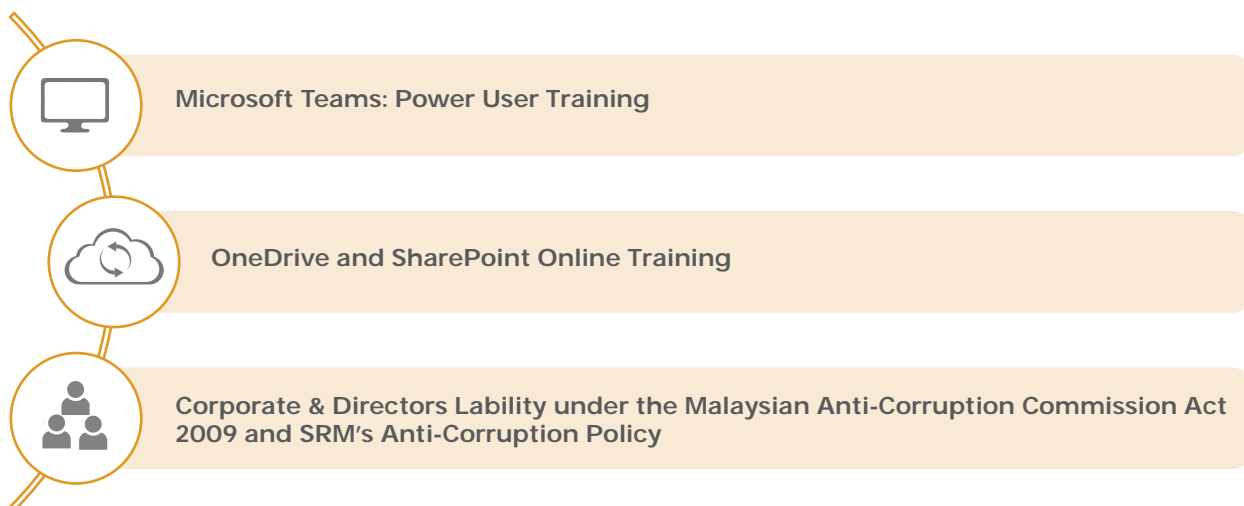 Microsoft Teams: Power User Training
OneDrive and SharePoint Online Training
Corporate & Directors Lability under the Malaysian Anti-Corruption Commission Act
2009 and SRM's Anti-Corruption Policy